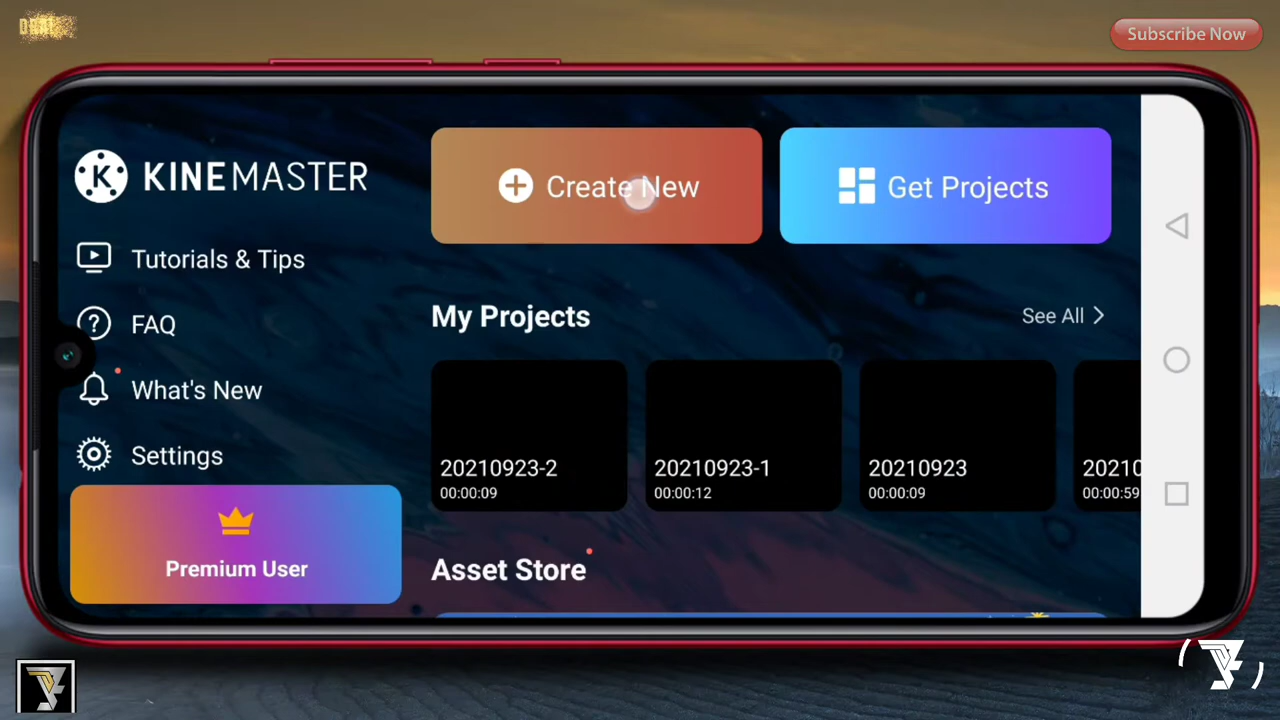 Subscribe Now
KINEMASTER
Create New
Get Projects
Tutorials & Tips
FAQ
What's New
Settings
Premium User
My Projects
See All
20210923-2
00:00:09
20210923-1
00:00:12
20210923
00:00:09
20210
00:00:59
Asset Store